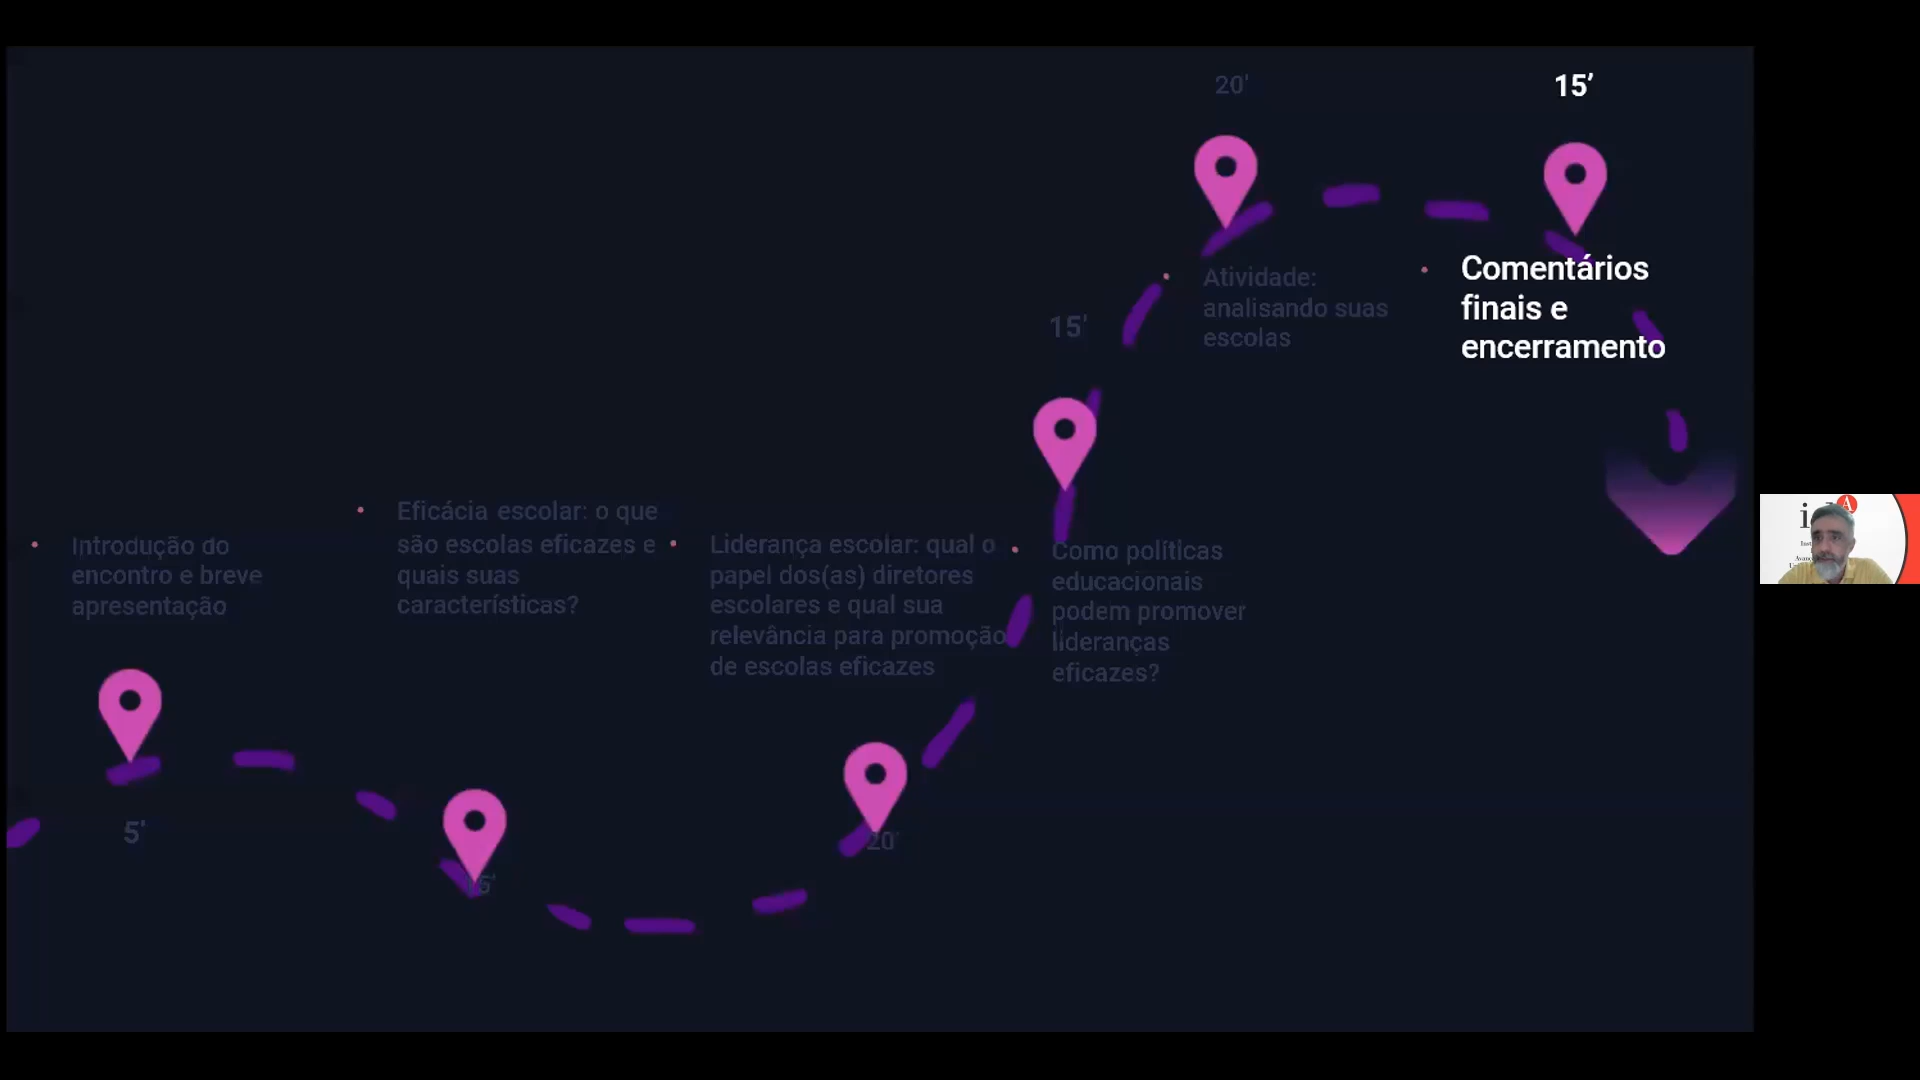 5'
Introdução do
encontro e breve
apresentação
Eficácia escolar: o que
são escolas eficazes e
quais suas
características?
Liderança escolar: qual o
papel dos(as) diretores
escolares e qual sua
relevância para promoção
de escolas eficazes
20'
15'
Como políticas
educacionais
podem promover
lideranças
eficazes?
20'
Atividade:
analisando suas
escolas
15’
Comentários
finais e
encerramento
A